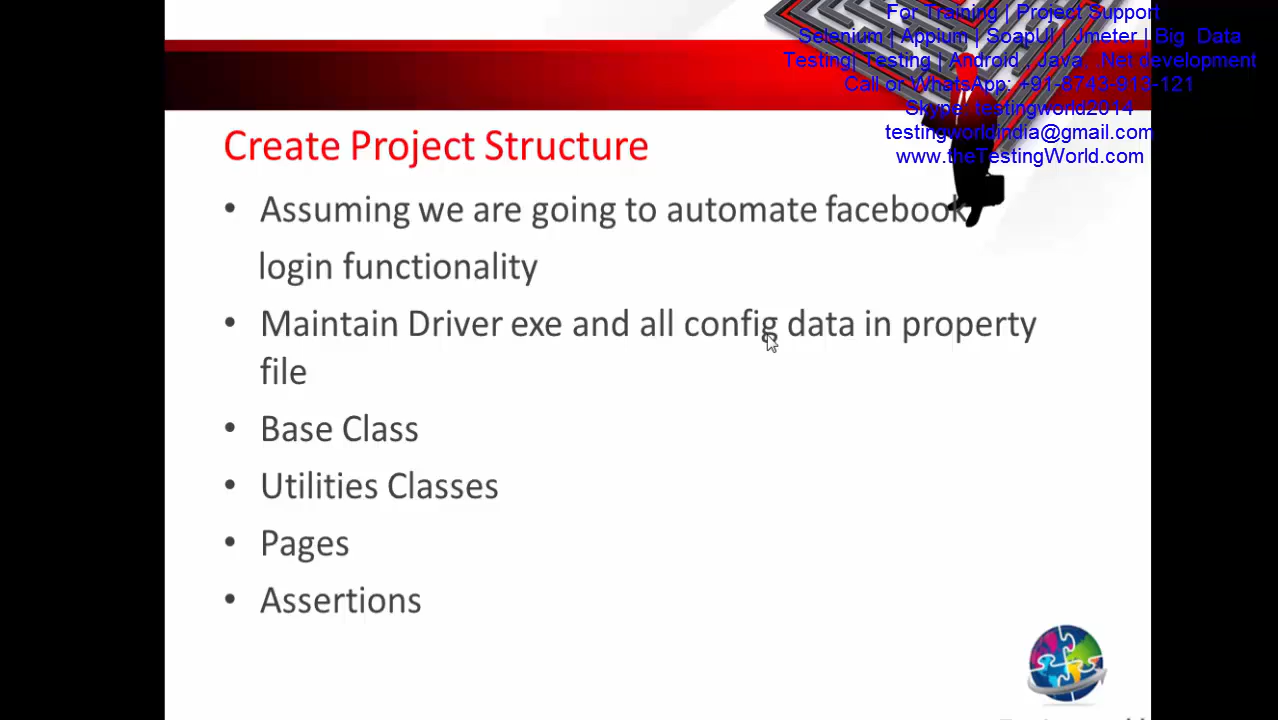 For Training | Project Support
Selenium | Appium | SoapUI | Jmeter | Big Data
Testing| Testing | Android , Java, .Net development
Call or WhatsApp: +91-8743-913-121
Skype: testingworld2014
testingworldindia@gmail.com
www.theTestingWorld.com
Create Project Structure
• Assuming we are going to automate facebook
login functionality
• Maintain Driver exe and all config data in property
file
• Base Class
• Utilities Classes
• Pages
• Assertions